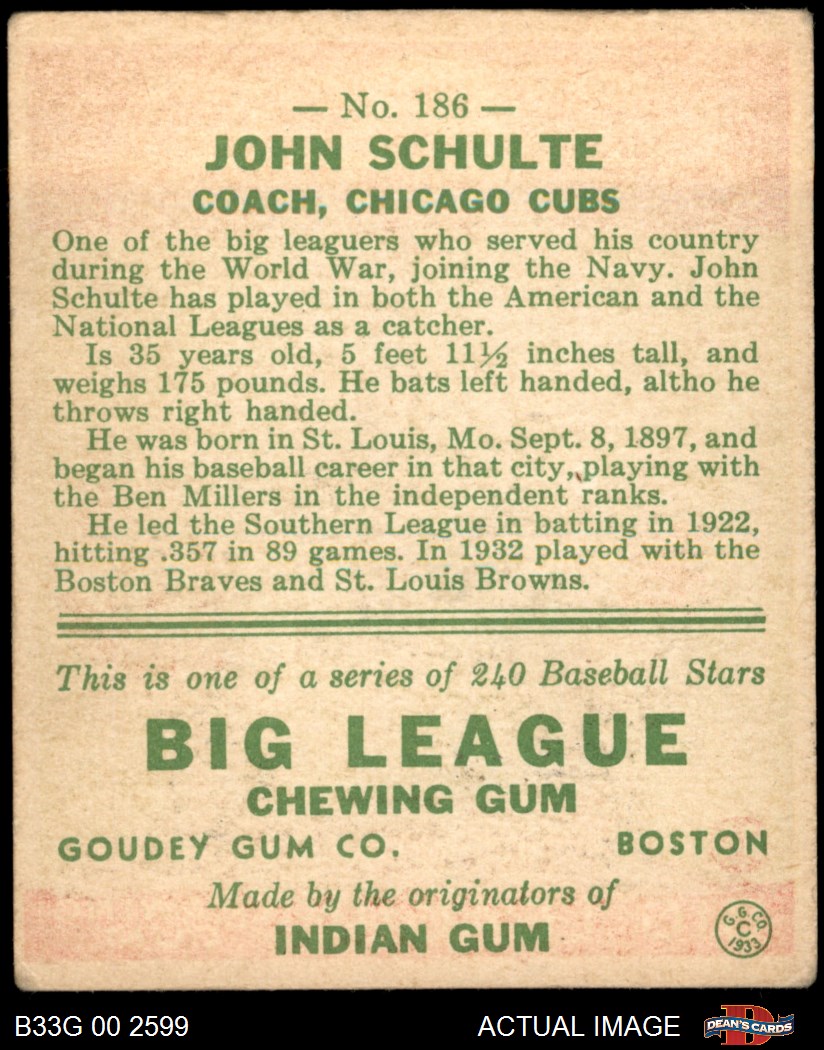 — No. 186 —
JOHN SCHULTE
COACH, CHICAGO CUBS
One of the big leaguers who served his country
during the World War, joining the Navy. John
Schulte has played in both the American and the
National Leagues as a catcher.
Is 35 years old, 5 feet 11½ inches tall, and
weighs 175 pounds. He bats left handed, altho he
throws right handed.
He was born in St. Louis, Mo. Sept. 8, 1897, and
began his baseball career in that city, playing with
the Ben Millers in the independent ranks.
He led the Southern League in batting in 1922,
hitting .357 in 89 games. In 1932 played with the
Boston Braves and St. Louis Browns.
This is one of a series of 240 Baseball Stars
BIG LEAGUE
CHEWING GUM
GOUDEY GUM CO. BOSTON
Made by the originators of
INDIAN GUM
G. G. CO.
C
1933
B33G 00 2599 ACTUAL IMAGE
D
DEAN'S CARDS